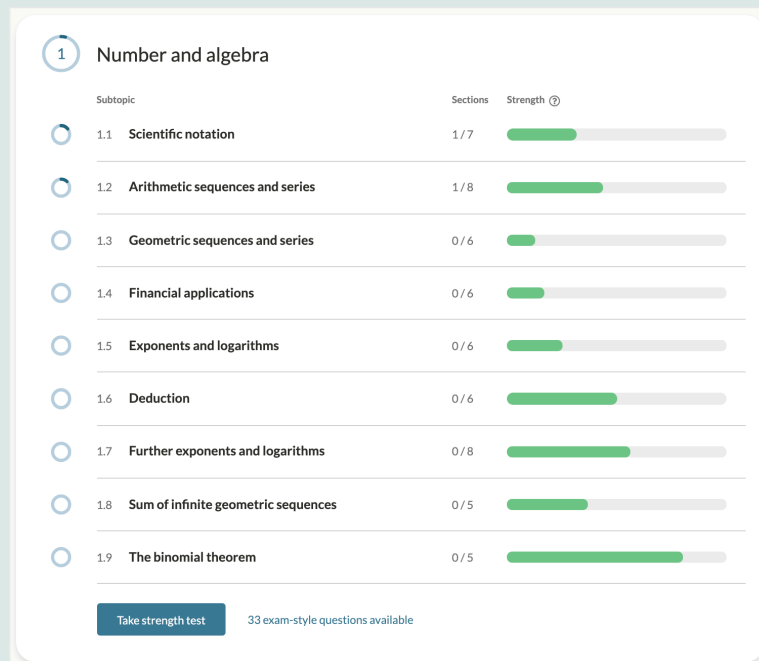 1 Number and algebra
Subtopic Sections Strength ?
1.1 Scientific notation 1 / 7
1.2 Arithmetic sequences and series 1 / 8
1.3 Geometric sequences and series 0 / 6
1.4 Financial applications 0 / 6
1.5 Exponents and logarithms 0 / 6
1.6 Deduction 0 / 6
1.7 Further exponents and logarithms 0 / 8
1.8 Sum of infinite geometric sequences 0 / 5
1.9 The binomial theorem 0 / 5
Take strength test 33 exam-style questions available